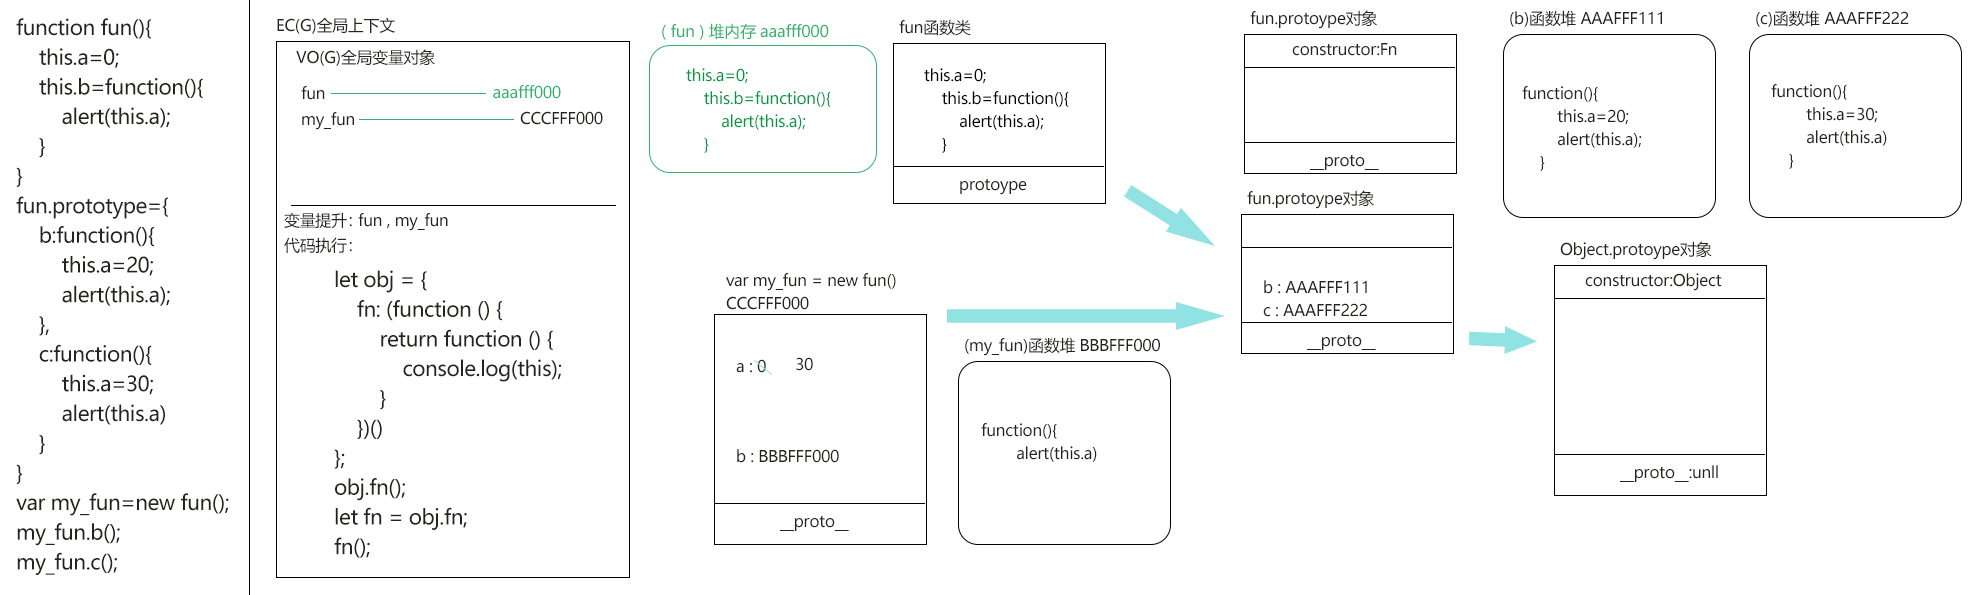 function fun(){
this.a=0;
this.b=function(){
alert(this.a);
}
}
fun.prototype={
b:function(){
this.a=20;
alert(this.a);
},
c:function(){
this.a=30;
alert(this.a)
}
}
var my_fun=new fun();
my_fun.b();
my_fun.c();
EC(G)全局上下文
VO(G)全局变量对象
fun aaafff000
my_fun CCCFFF000
变量提升：fun , my_fun
代码执行：
let obj = {
fn: (function () {
return function () {
console.log(this);
}
})()
};
obj.fn();
let fn = obj.fn;
fn();
( fun ) 堆内存 aaafff000
this.a=0;
this.b=function(){
alert(this.a);
}
fun函数类
this.a=0;
this.b=function(){
alert(this.a);
}
protoype
var my_fun = new fun()
CCCFFF000
a : 0 30
b : BBBFFF000
__proto__
(my_fun)函数堆 BBBFFF000
function(){
alert(this.a)
fun.protoype对象
constructor:Fn
__proto__
fun.protoype对象
b : AAAFFF111
c : AAAFFF222
__proto__
(b)函数堆 AAAFFF111
function(){
this.a=20;
alert(this.a);
}
(c)函数堆 AAAFFF222
function(){
this.a=30;
alert(this.a)
}
Object.protoype对象
constructor:Object
__proto__:unll